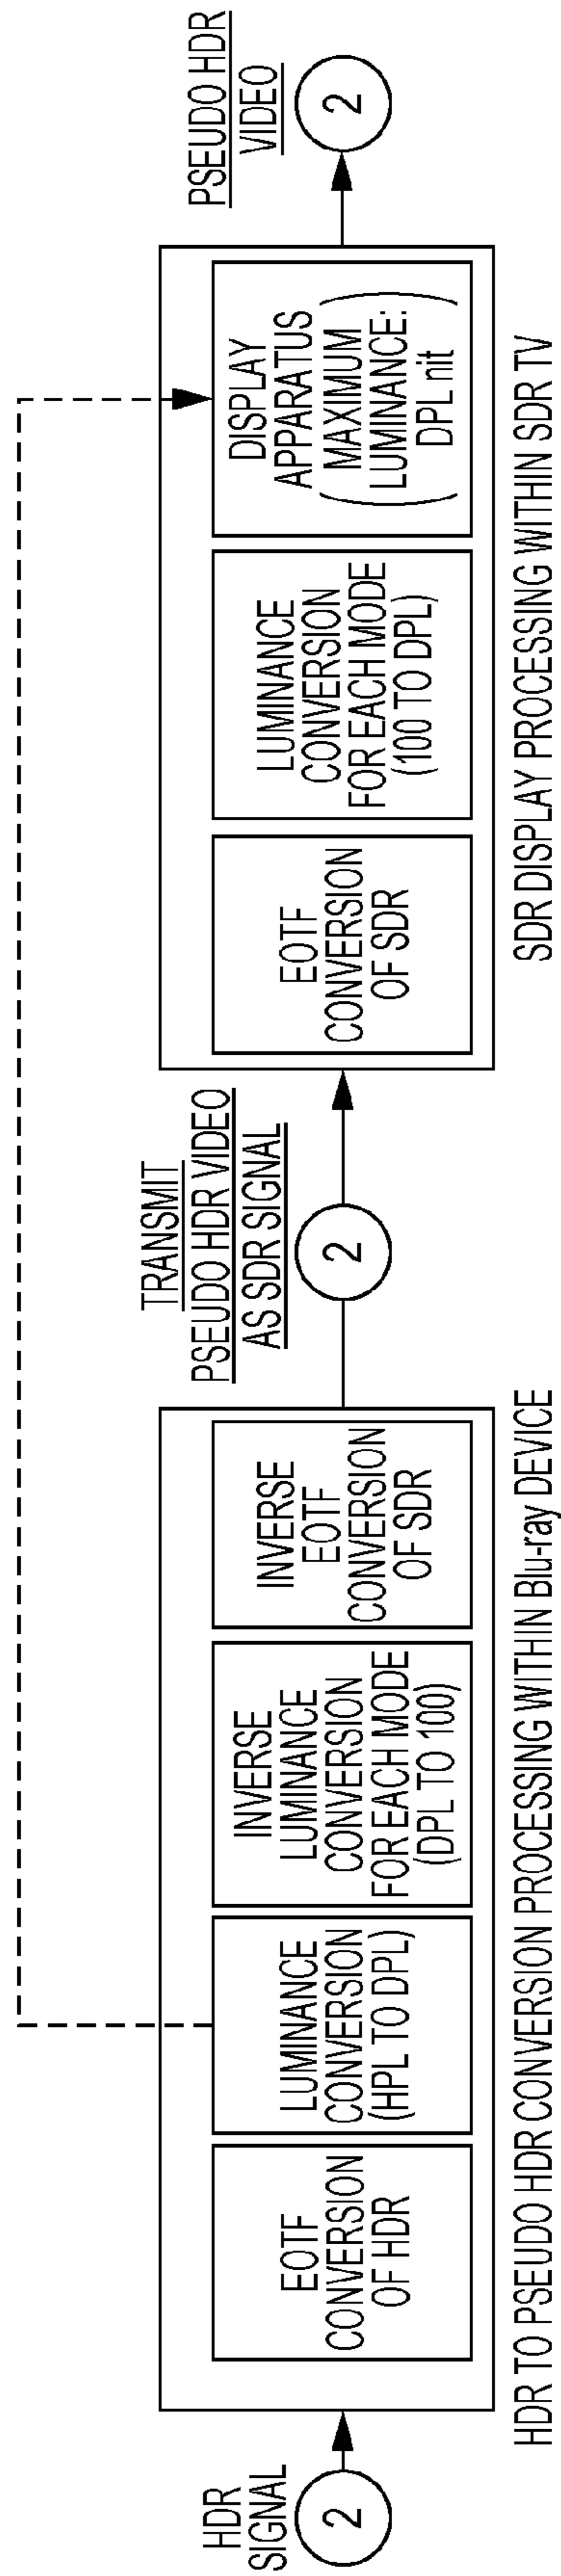 HDR
SIGNAL
2
EOTF
CONVERSION
OF HDR
LUMINANCE
CONVERSION
(HPL TO DPL)
INVERSE
LUMINANCE
CONVERSION
FOR EACH MODE
(DPL TO 100)
INVERSE
EOTF
CONVERSION
OF SDR
HDR TO PSEUDO HDR CONVERSION PROCESSING WITHIN Blu-ray DEVICE
TRANSMIT
PSEUDO HDR VIDEO
AS SDR SIGNAL
2
EOTF
CONVERSION
OF SDR
LUMINANCE
CONVERSION
FOR EACH MODE
(100 TO DPL)
DISPLAY
APPARATUS
(MAXIMUM
LUMINANCE:
DPL nit)
SDR DISPLAY PROCESSING WITHIN SDR TV
PSEUDO HDR
VIDEO
2